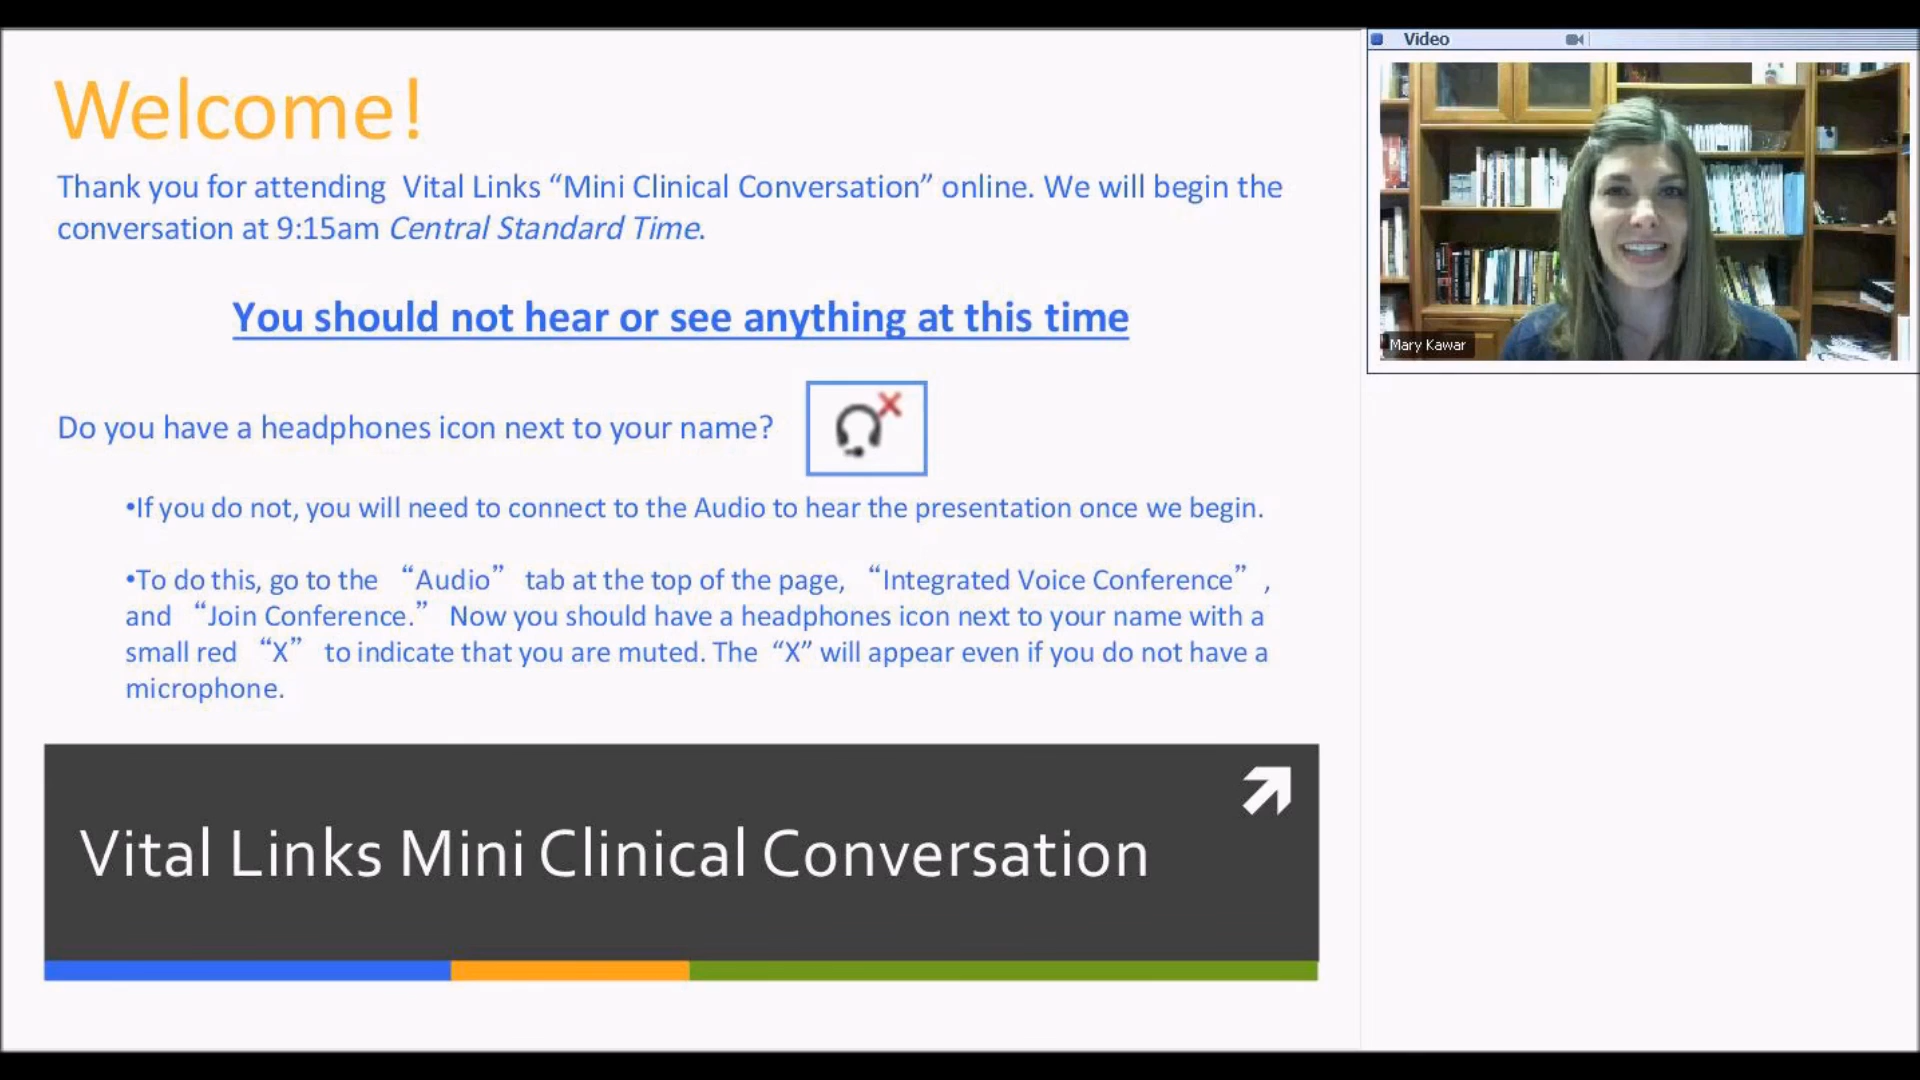 Welcome!
Thank you for attending  Vital Links “Mini Clinical Conversation” online. We will begin the
conversation at 9:15am Central Standard Time.
You should not hear or see anything at this time
Do you have a headphones icon next to your name?
•If you do not, you will need to connect to the Audio to hear the presentation once we begin.
•To do this, go to the “Audio” tab at the top of the page, “Integrated Voice Conference”,
and “Join Conference.” Now you should have a headphones icon next to your name with a
small red “X” to indicate that you are muted. The “X” will appear even if you do not have a
microphone.
Vital Links Mini Clinical Conversation
Video
Mary Kawar